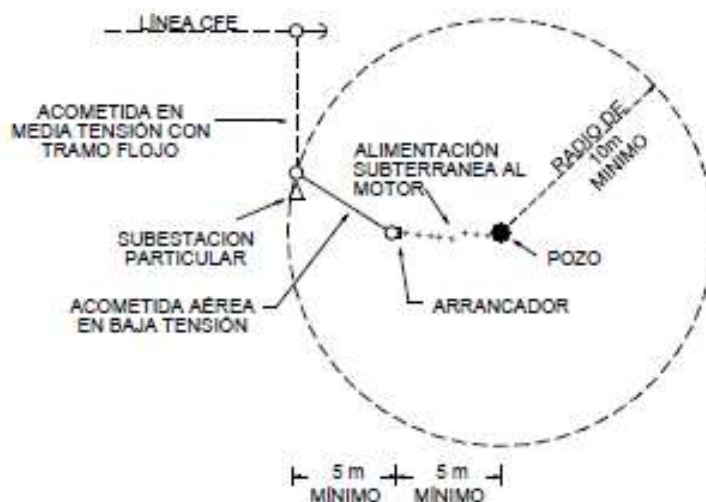 LÍNEA CFE
ACOMETIDA EN
MEDIA TENSIÓN CON
TRAMO FLOJO
ALIMENTACIÓN
SUBTERRANEA AL
MOTOR
RADIO DE
10m
MINIMO
SUBESTACION
PARTICULAR
POZO
ACOMETIDA AÉREA
EN BAJA TENSIÓN
ARRANCADOR
5 m
MÍNIMO
5 m
MÍNIMO